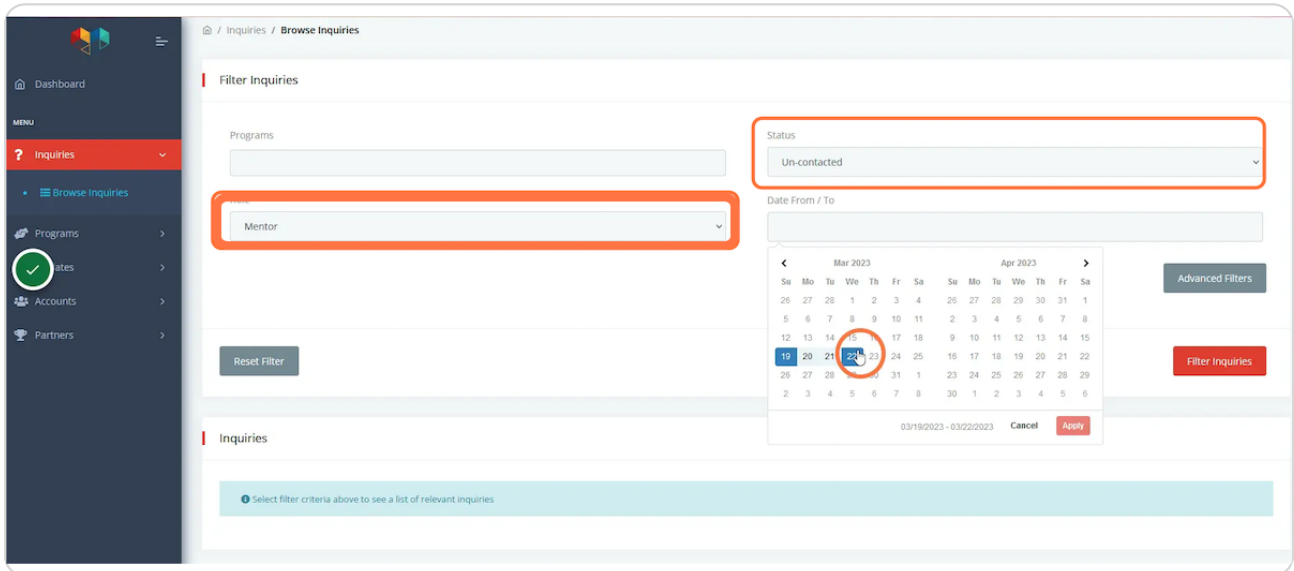 / Inquiries / Browse Inquiries
Dashboard
MENU
? Inquiries
Browse Inquiries
Programs
ates
Accounts
Partners
Filter Inquiries
Programs
Status
Un-contacted
Mentor
Date From / To
Mar 2023 Apr 2023
Su Mo Tu We Th Fr Sa Su Mo Tu We Th Fr Sa
26 27 28 1 2 3 4 26 27 28 29 30 31 1
5 6 7 8 9 10 11 2 3 4 5 6 7 8
12 13 14 15 16 17 18 9 10 11 12 13 14 15
19 20 21 22 23 24 25 16 17 18 19 20 21 22
26 27 28 29 30 31 1 23 24 25 26 27 28 29
2 3 4 5 6 7 8 30 1 2 3 4 5 6
03/19/2023 - 03/22/2023 Cancel Apply
Advanced Filters
Reset Filter
Filter Inquiries
Inquiries
Select filter criteria above to see a list of relevant inquiries